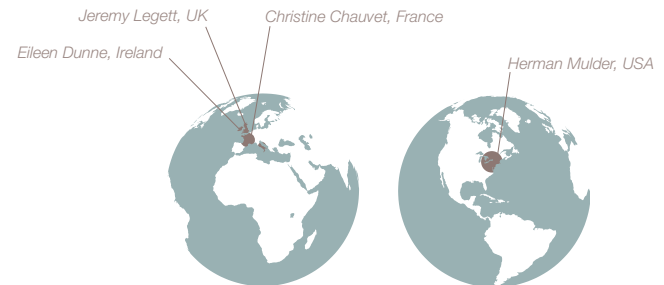 Jeremy Legett, UK
Christine Chauvet, France
Eileen Dunne, Ireland
Herman Mulder, USA